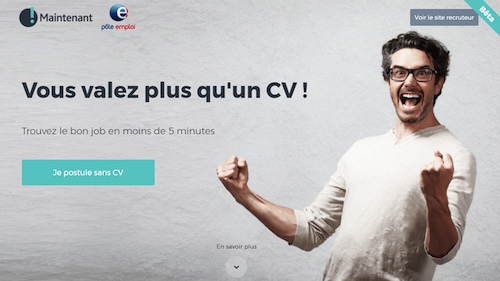 Maintenant
pôle emploi
Voir le site recruteur
Bêta
Vous valez plus qu'un CV !
Trouvez le bon job en moins de 5 minutes
Je postule sans CV
En savoir plus